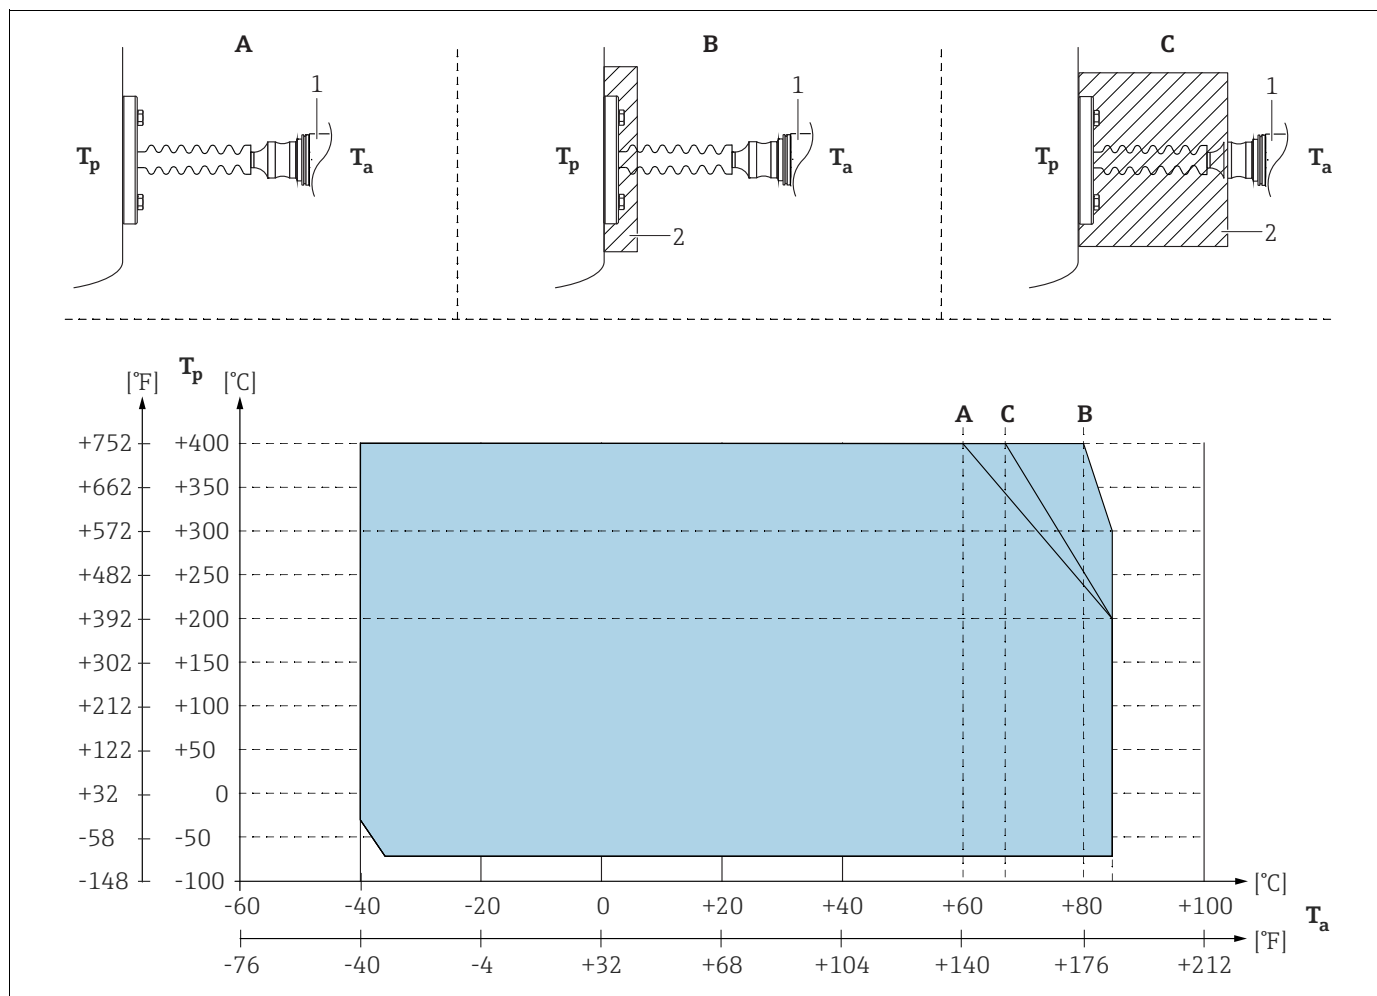 A
B
C
1
1
1
Tp
Ta
Tp
Ta
Tp
Ta
2
2
Tp
[°F]
[°C]
A
C
B
+752
+400
+662
+350
+572
+300
+482
+250
+392
+200
+302
+150
+212
+100
+122
+50
+32
0
-58
-50
-148
-100
[°C]
-60
-40
-20
0
+20
+40
+60
+80
+100
Ta
[°F]
-76
-40
-4
+32
+68
+104
+140
+176
+212